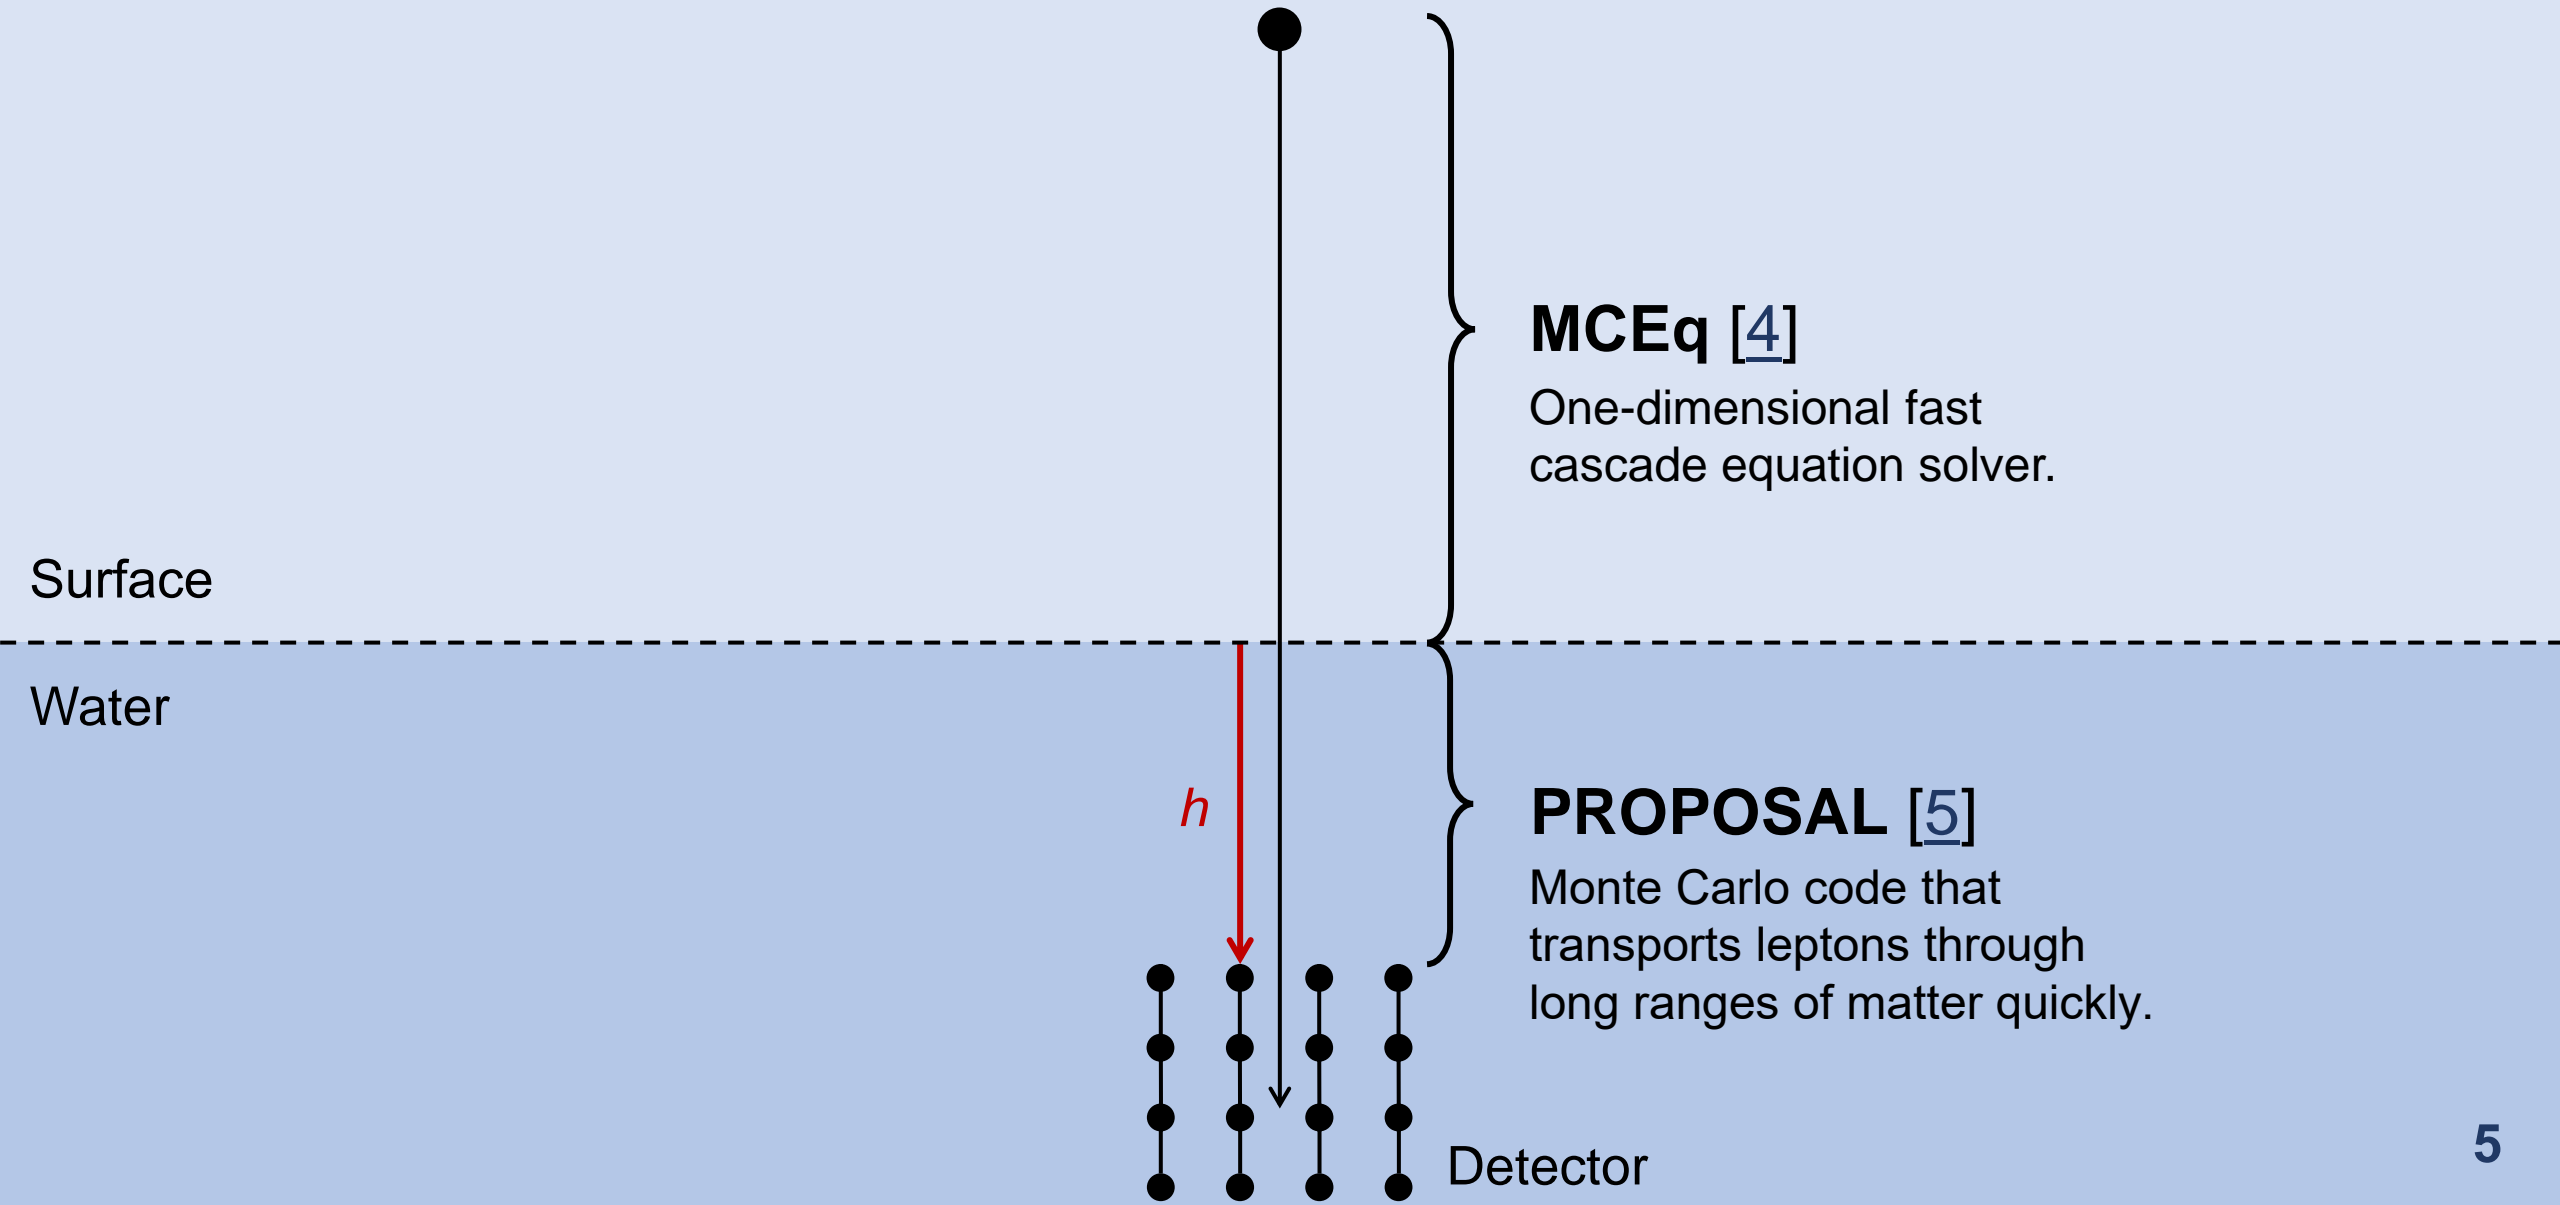 MCEq [4]
One-dimensional fast
cascade equation solver.
Surface
Water
h
PROPOSAL [5]
Monte Carlo code that
transports leptons through
long ranges of matter quickly.
Detector
5